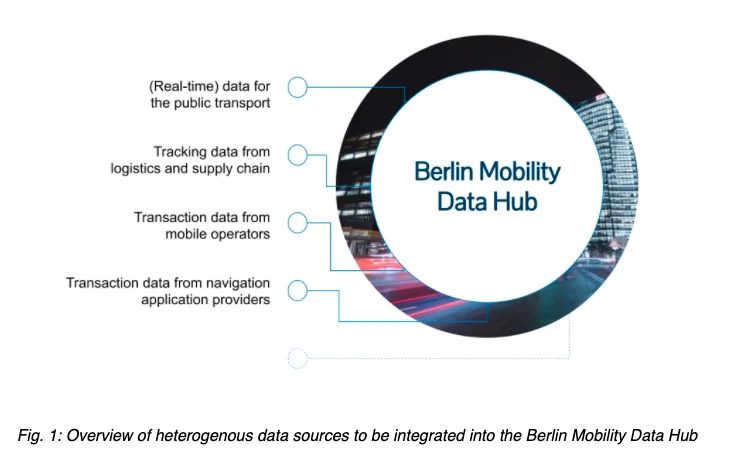 (Real-time) data for
the public transport
Tracking data from
logistics and supply chain
Transaction data from
mobile operators
Transaction data from navigation
application providers
Berlin Mobility
Data Hub
Fig. 1: Overview of heterogenous data sources to be integrated into the Berlin Mobility Data Hub